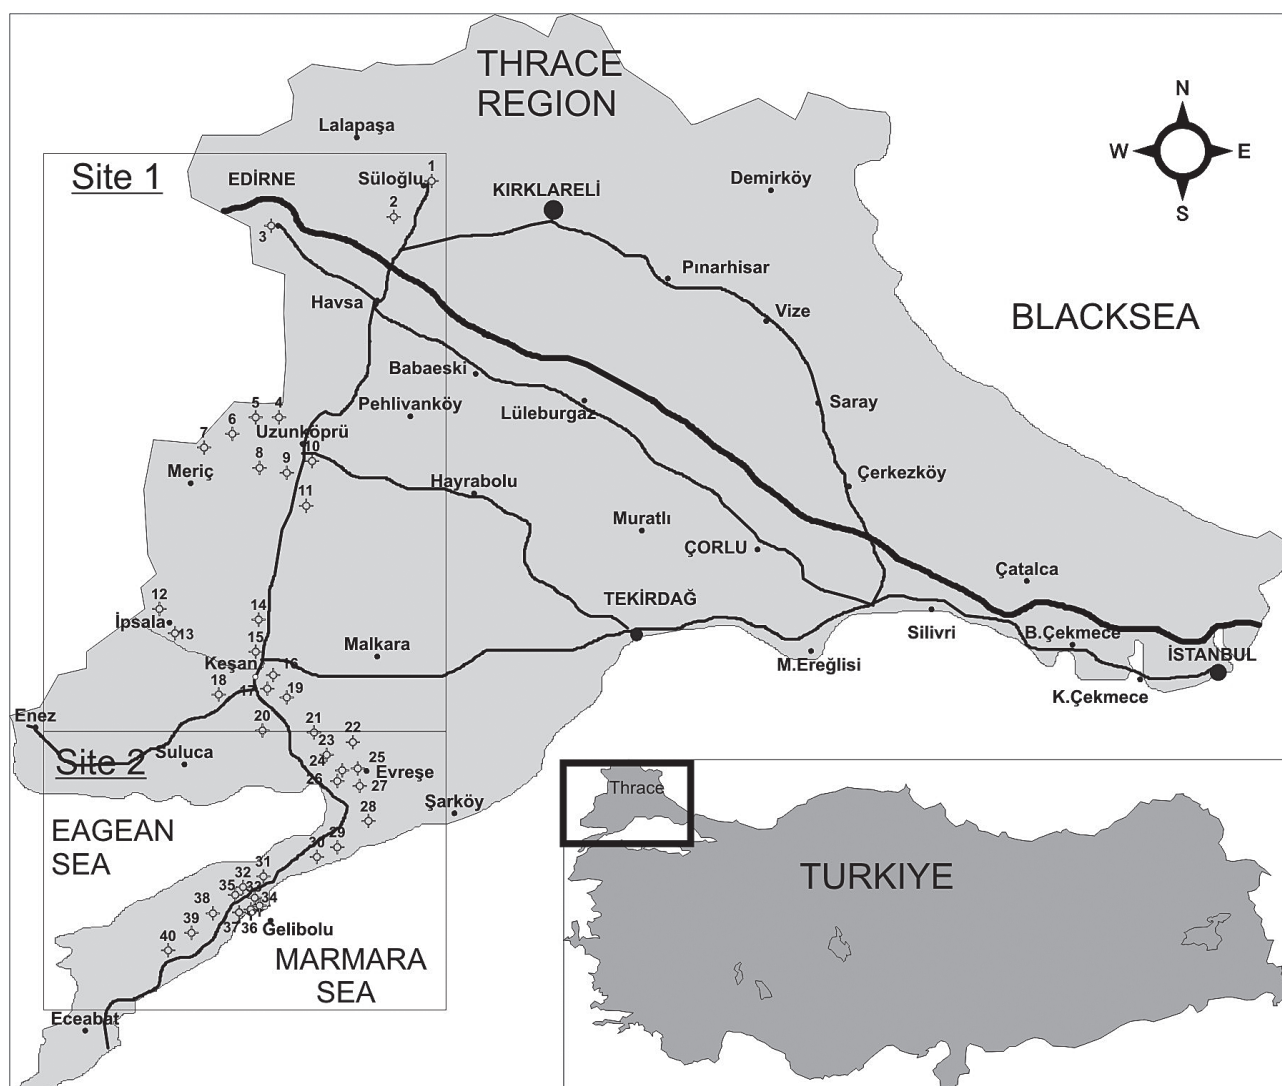 THRACE
REGION
N
W
E
S
Lalapaşa
Site 1
EDİRNE
Süloğlu
1
2
3
KIRKLARELİ
Demirköy
Pınarhisar
BLACKSEA
Havsa
Vize
Babaeski
Pehlivanköy
Lüleburgaz
Saray
5
4
6
7
Uzunköprü
8
9
10
Meriç
11
Hayrabolu
Çerkezköy
Muratlı
ÇORLU
Çatalca
12
İpsala
13
14
15
TEKİRDAĞ
Silivri
B.Çekmece
İSTANBUL
Malkara
M.Ereğlisi
K.Çekmece
Keşan
16
17
18
19
Enez
20
21
22
Suluca
Site 2
23
24
25
Evreşe
26
27
28
Şarköy
Thrace
EAGEAN
SEA
29
30
31
32
33
34
35
TURKIYE
38
37
36
Gelibolu
39
40
MARMARA
SEA
Eceabat